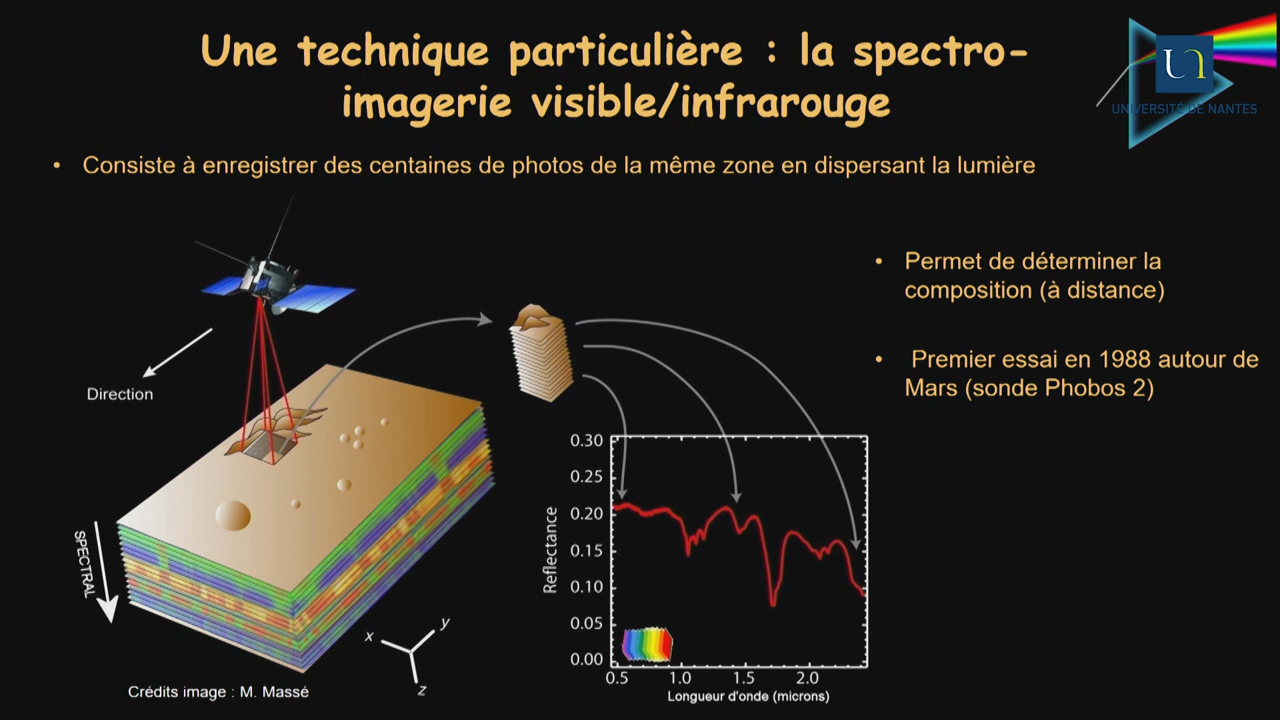 Une technique particulière : la spectro-
imagerie visible/infrarouge
UNIVERSITÉ DE NANTES
• Consiste à enregistrer des centaines de photos de la même zone en dispersant la lumière
• Permet de déterminer la
composition (à distance)
• Premier essai en 1988 autour de
Mars (sonde Phobos 2)
Direction
SPECTRAL
x
y
z
Crédits image : M. Massé
Reflectance
0.30
0.25
0.20
0.15
0.10
0.05
0.00
0.5 1.0 1.5 2.0
Longueur d'onde (microns)